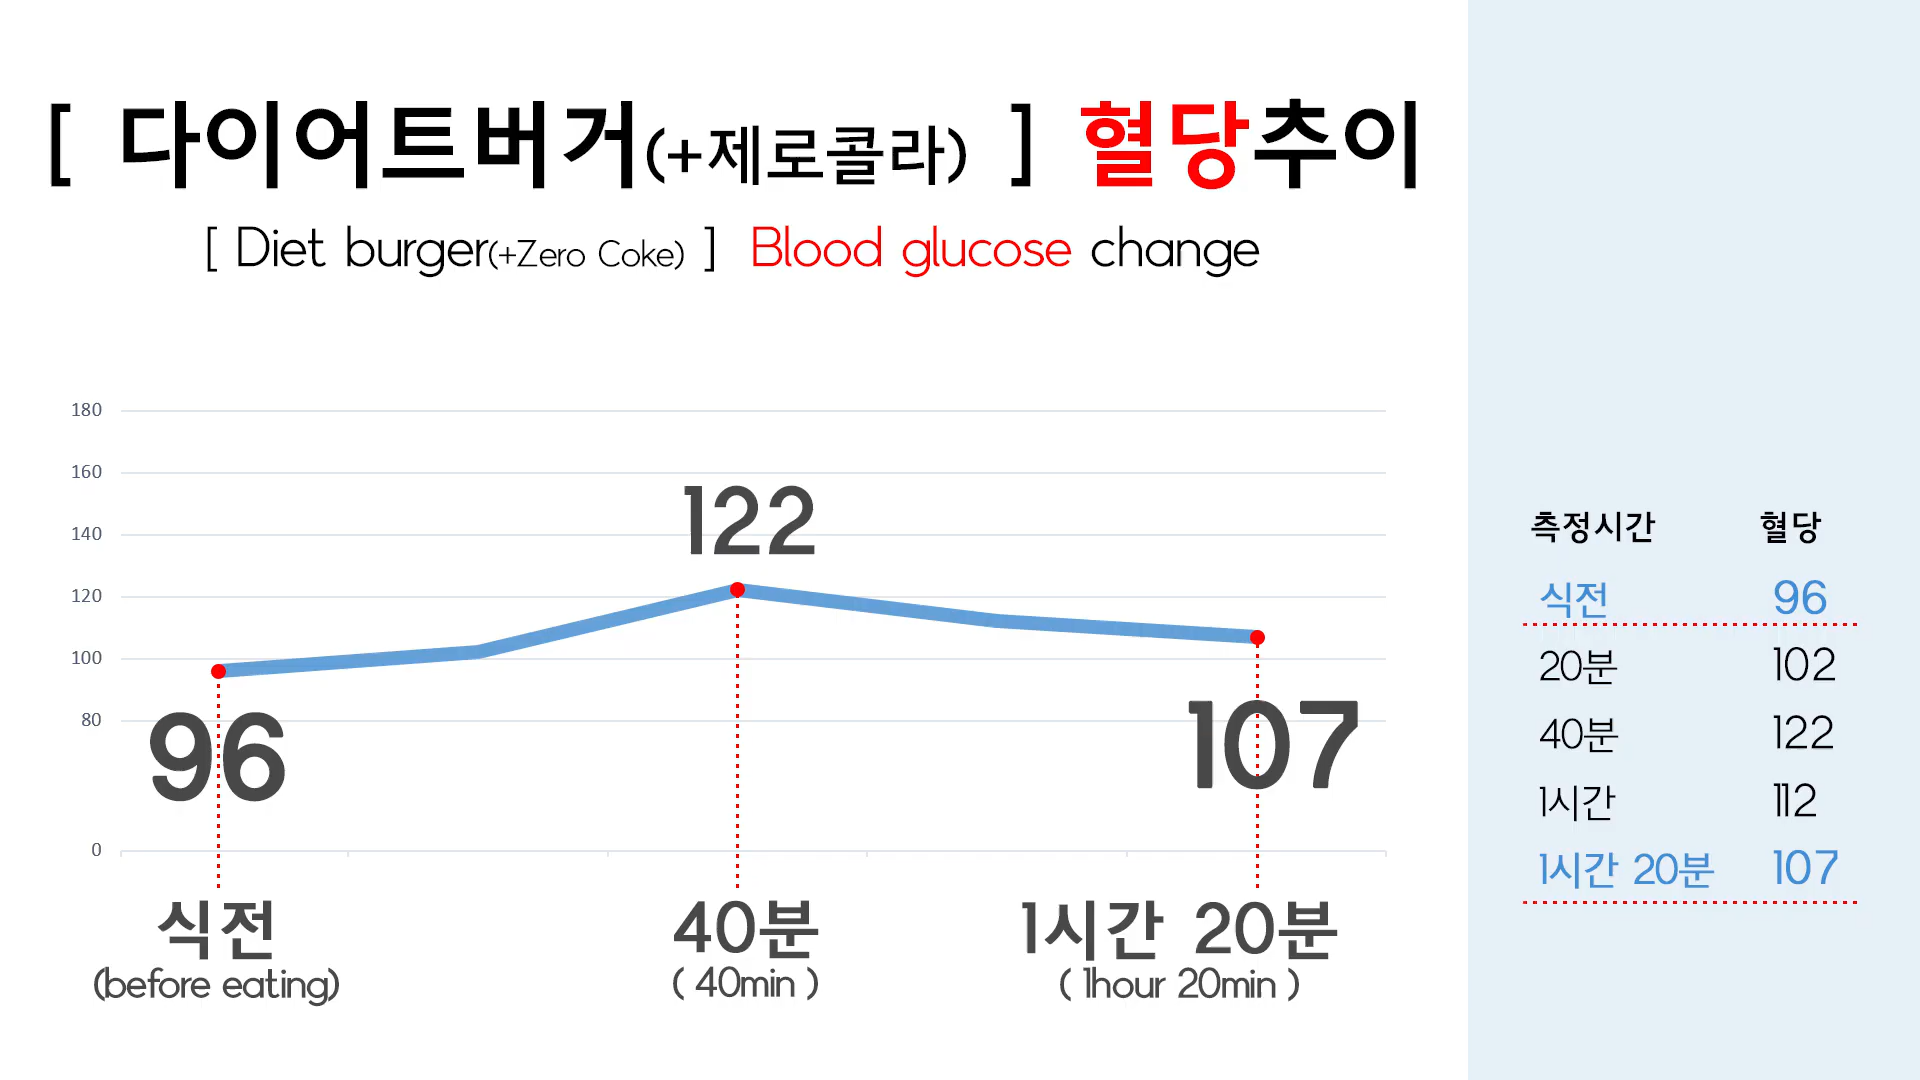 [ 다이어트버거(+제로콜라) ] 혈당추이
[ Diet burger(+Zero Coke) ] Blood glucose change
180
160
140
120
100
80
0
122
96
107
식전
(before eating)
40분
( 40min )
1시간 20분
( 1hour 20min )
측정시간 혈당
식전 96
20분 102
40분 122
1시간 112
1시간 20분 107